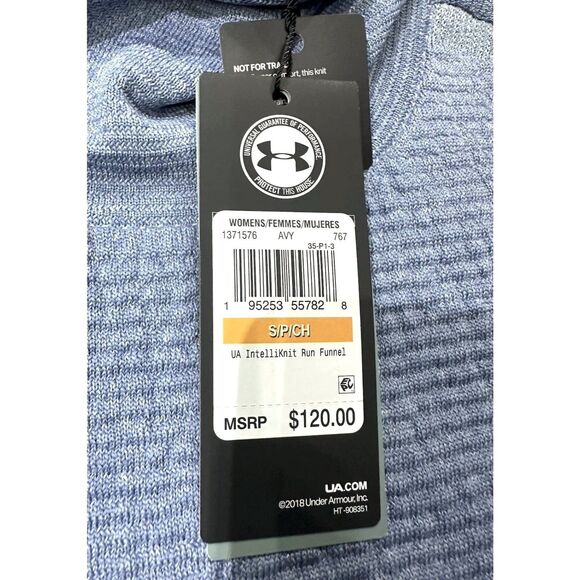 NOT FOR TRA
this knit
UNIVERSAL GUARANTEE OF PERFORMANCE
PROTECT THIS HOUSE
WOMENS/FEMMES/MUJERES
1371576 AVY 767
35-P1-3
1 95253 55782 8
S/P/CH
UA IntelliKnit Run Funnel
MSRP $120.00
UA.COM
©2018 Under Armour, Inc.
HT-908351